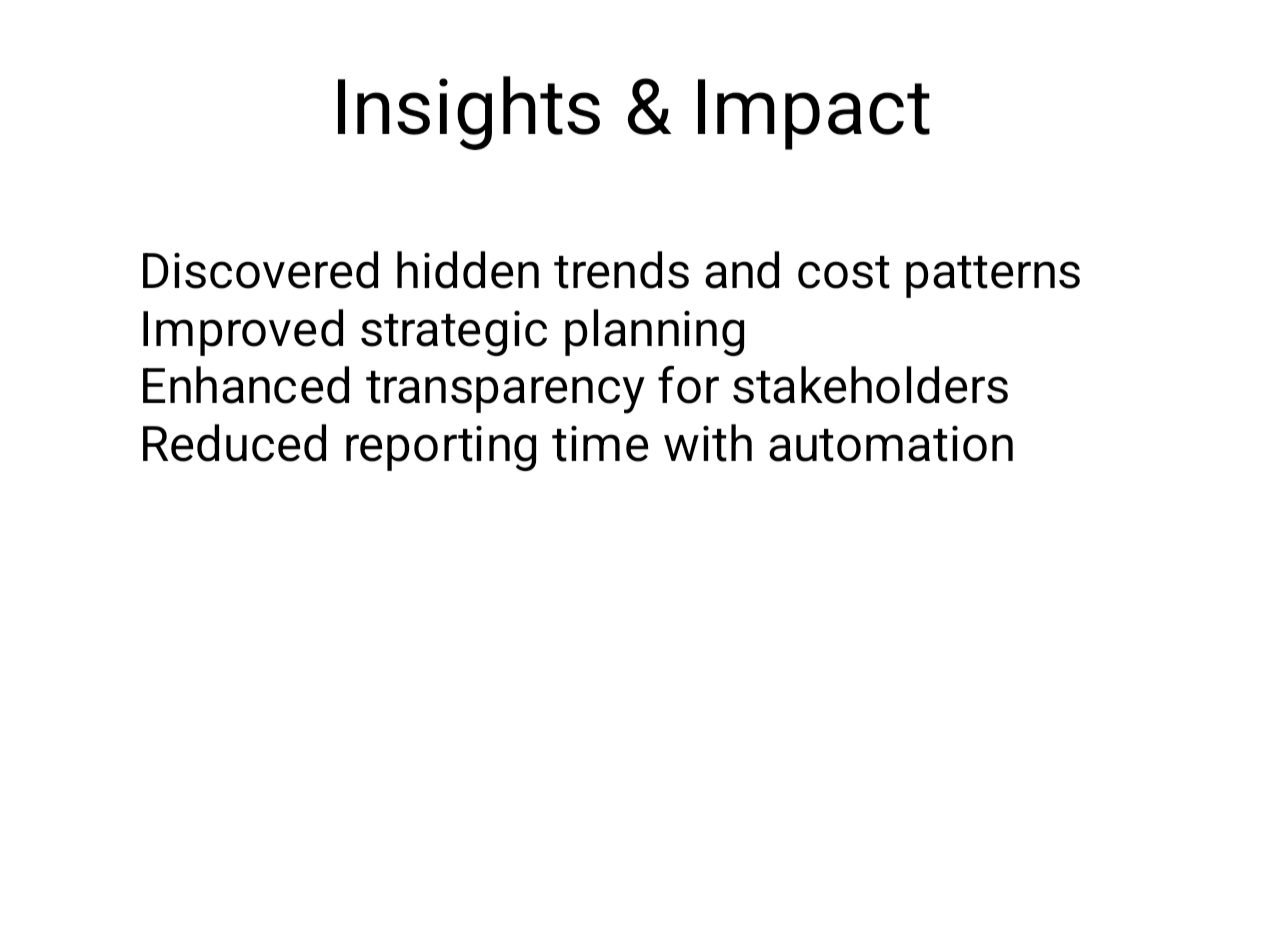 Insights & Impact
Discovered hidden trends and cost patterns
Improved strategic planning
Enhanced transparency for stakeholders
Reduced reporting time with automation